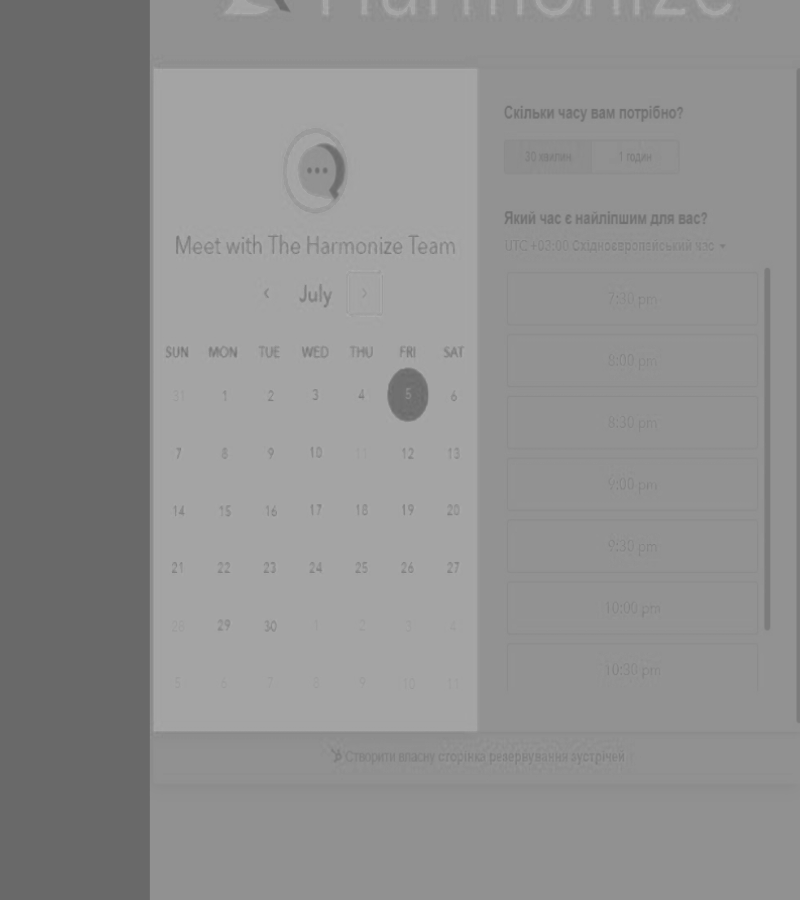 Harmonize
Meet with The Harmonize Team
July
SUN MON TUE WED THU FRI SAT
31 1 2 3 4 5 6
7 8 9 10 11 12 13
14 15 16 17 18 19 20
21 22 23 24 25 26 27
28 29 30 1 2 3 4
5 6 7 8 9 10 11
Скільки часу вам потрібно?
30 хвилин 1 годин
Який час є найліпшим для вас?
UTC +02:00 Східноєвропейський час
7:30 pm
8:00 pm
8:30 pm
9:00 pm
9:30 pm
10:00 pm
10:30 pm
Створити власну сторінка резервування зустрічей